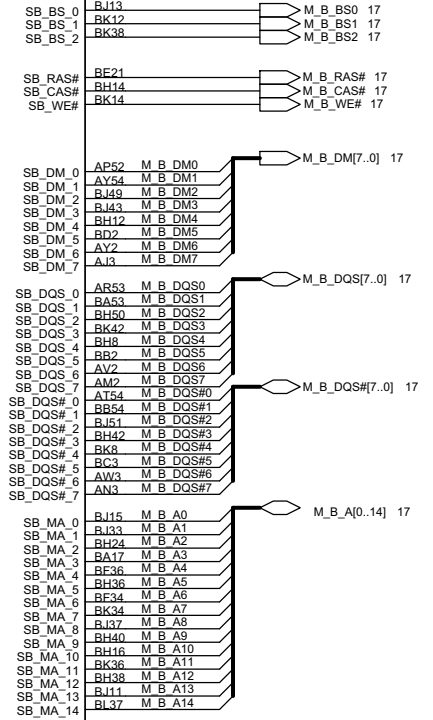 SB_BS_0 BJ13 M_B_BS0 17
SB_BS_1 BK12 M_B_BS1 17
SB_BS_2 BK38 M_B_BS2 17
SB_RAS# BE21 M_B_RAS# 17
SB_CAS# BH14 M_B_CAS# 17
SB_WE# BK14 M_B_WE# 17
M_B_DM[7..0] 17
SB_DM_0 AP52 M_B_DM0
SB_DM_1 AY54 M_B_DM1
SB_DM_2 BJ49 M_B_DM2
SB_DM_3 BJ43 M_B_DM3
SB_DM_4 BH12 M_B_DM4
SB_DM_5 BD2 M_B_DM5
SB_DM_6 AY2 M_B_DM6
SB_DM_7 AJ3 M_B_DM7
M_B_DQS[7..0] 17
SB_DQS_0 AR53 M_B_DQS0
SB_DQS_1 BA53 M_B_DQS1
SB_DQS_2 BH50 M_B_DQS2
SB_DQS_3 BK42 M_B_DQS3
SB_DQS_4 BH8 M_B_DQS4
SB_DQS_5 BB2 M_B_DQS5
SB_DQS_6 AV2 M_B_DQS6
SB_DQS_7 AM2 M_B_DQS7
M_B_DQS#[7..0] 17
SB_DQS#_0 AT54 M_B_DQS#0
SB_DQS#_1 BB54 M_B_DQS#1
SB_DQS#_2 BJ51 M_B_DQS#2
SB_DQS#_3 BH42 M_B_DQS#3
SB_DQS#_4 BK8 M_B_DQS#4
SB_DQS#_5 BC3 M_B_DQS#5
SB_DQS#_6 AW3 M_B_DQS#6
SB_DQS#_7 AN3 M_B_DQS#7
M_B_A[0..14] 17
SB_MA_0 BJ15 M_B_A0
SB_MA_1 BJ33 M_B_A1
SB_MA_2 BH24 M_B_A2
SB_MA_3 BA17 M_B_A3
SB_MA_4 BF36 M_B_A4
SB_MA_5 BH36 M_B_A5
SB_MA_6 BF34 M_B_A6
SB_MA_7 BK34 M_B_A7
SB_MA_8 BJ37 M_B_A8
SB_MA_9 BH40 M_B_A9
SB_MA_10 BH16 M_B_A10
SB_MA_11 BK36 M_B_A11
SB_MA_12 BH38 M_B_A12
SB_MA_13 BJ11 M_B_A13
SB_MA_14 BL37 M_B_A14